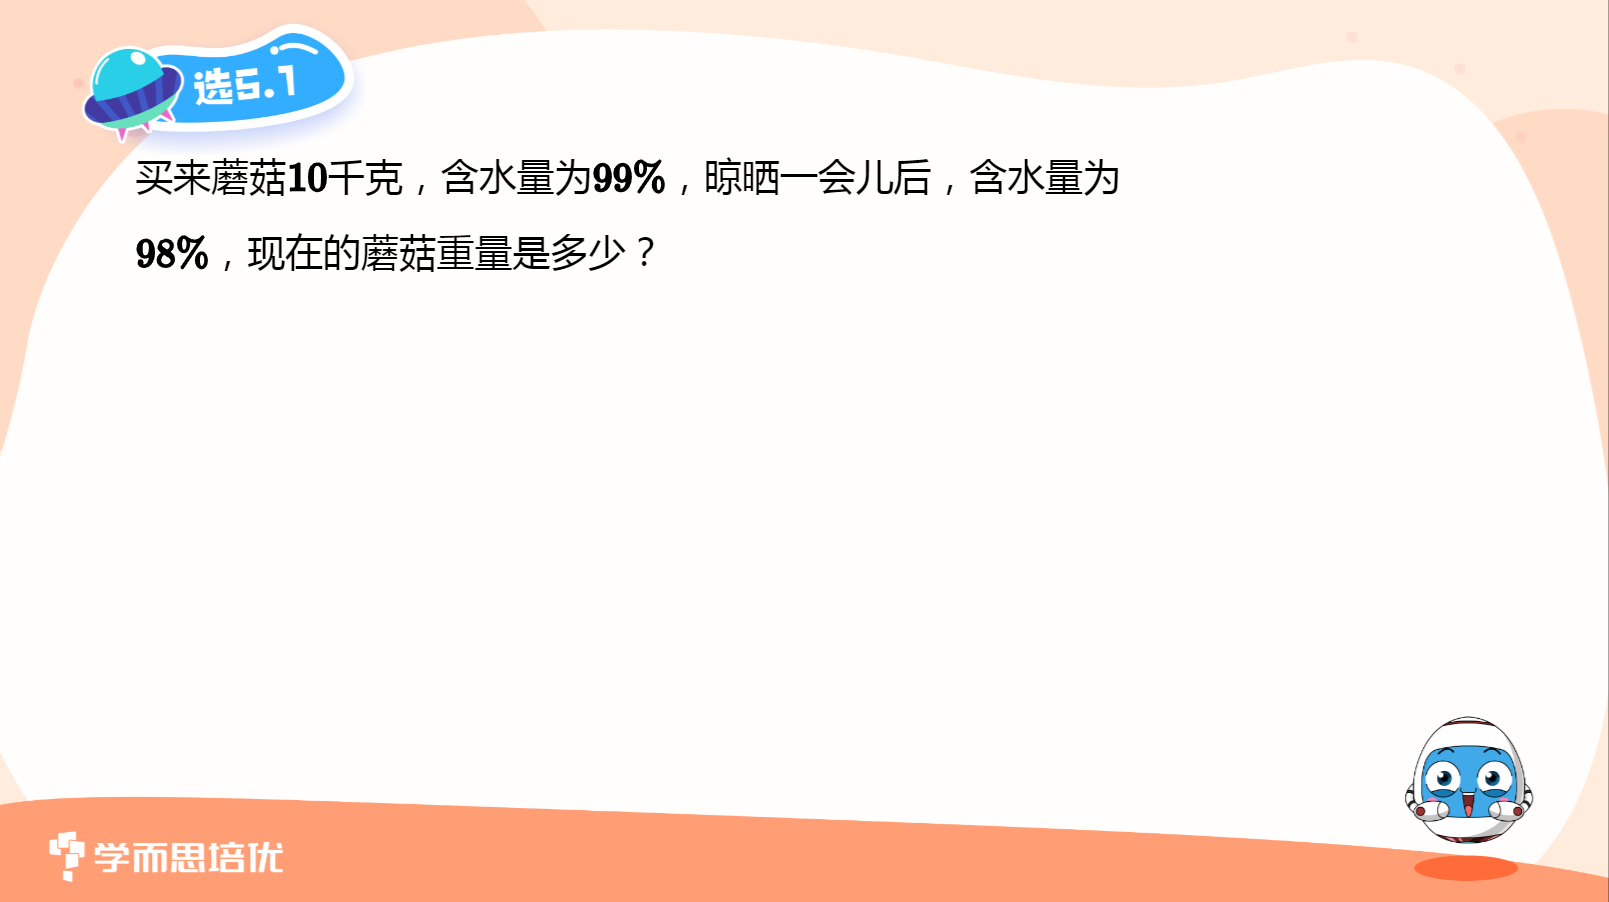 选5.1
买来蘑菇10千克，含水量为99%，晾晒一会儿后，含水量为
98%，现在的蘑菇重量是多少？
学而思培优